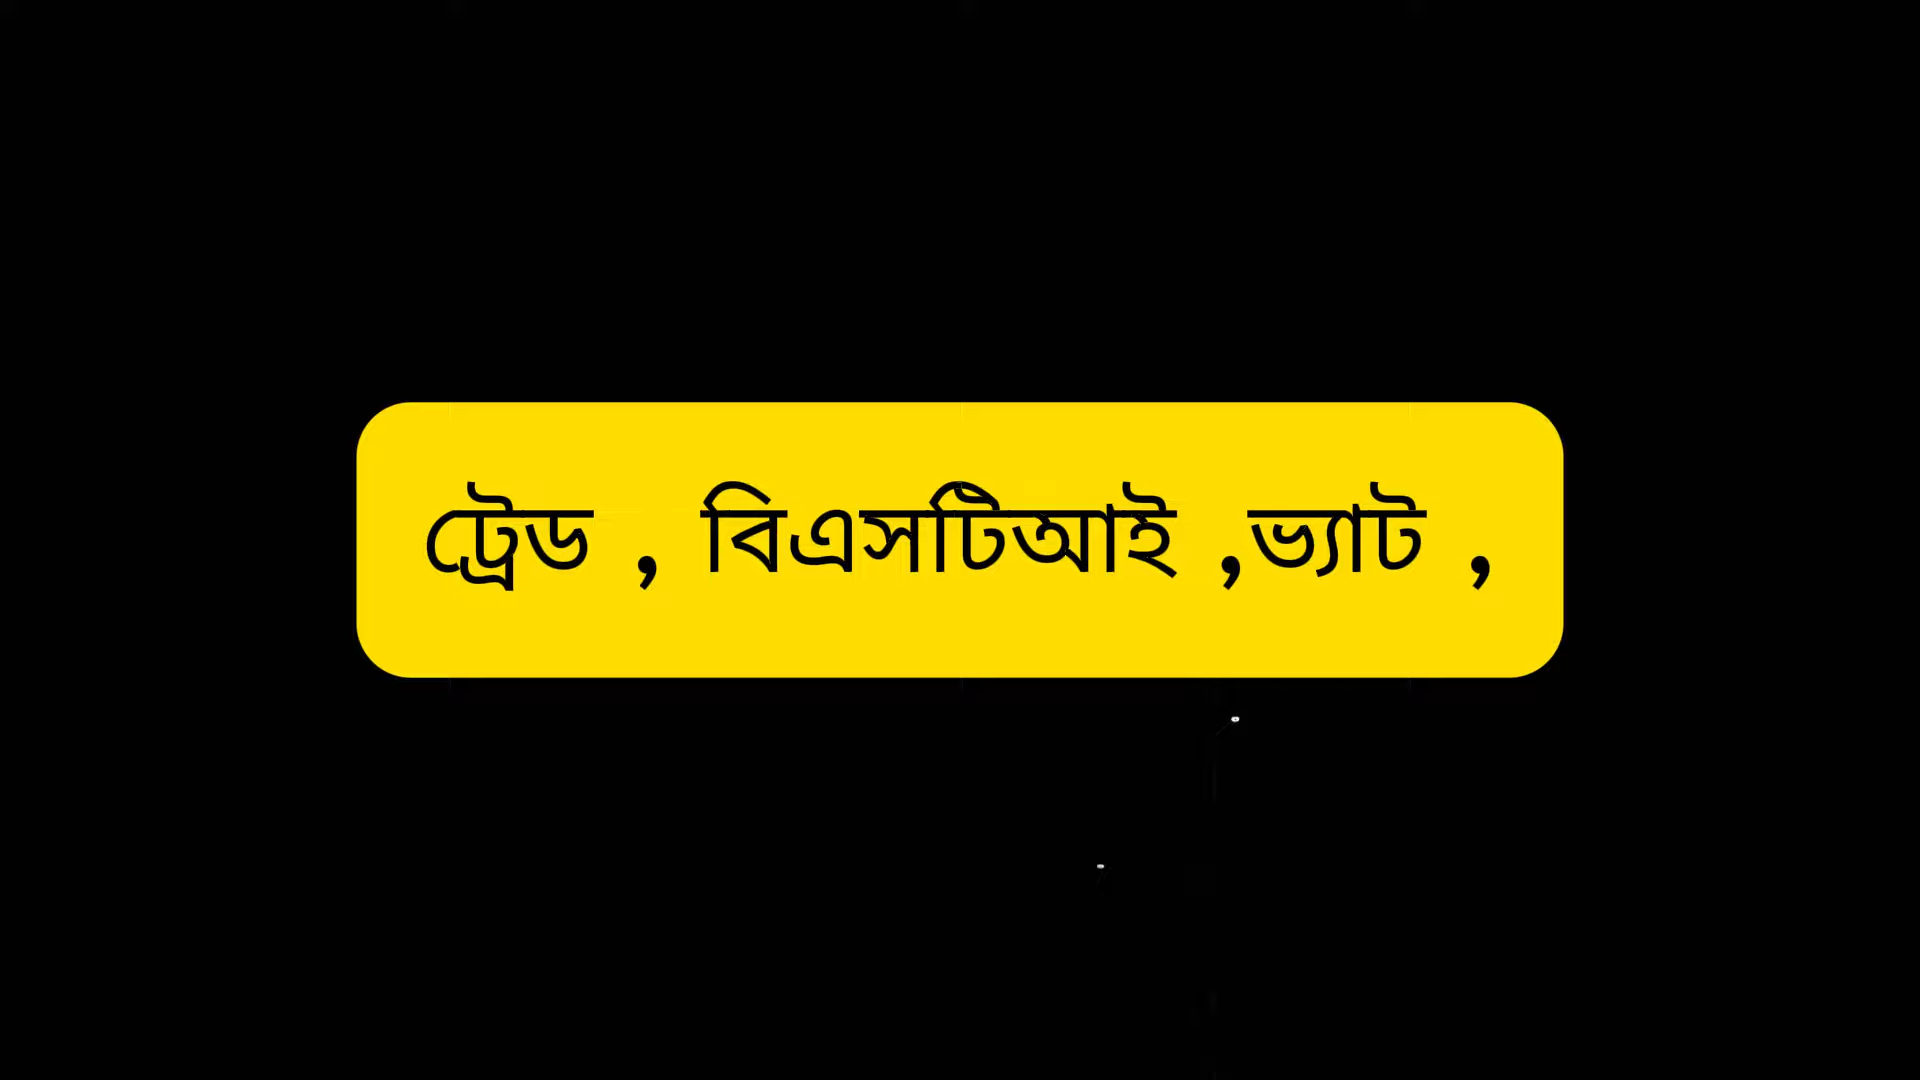 ট্রেড , বিএসটিআই ,ভ্যাট ,